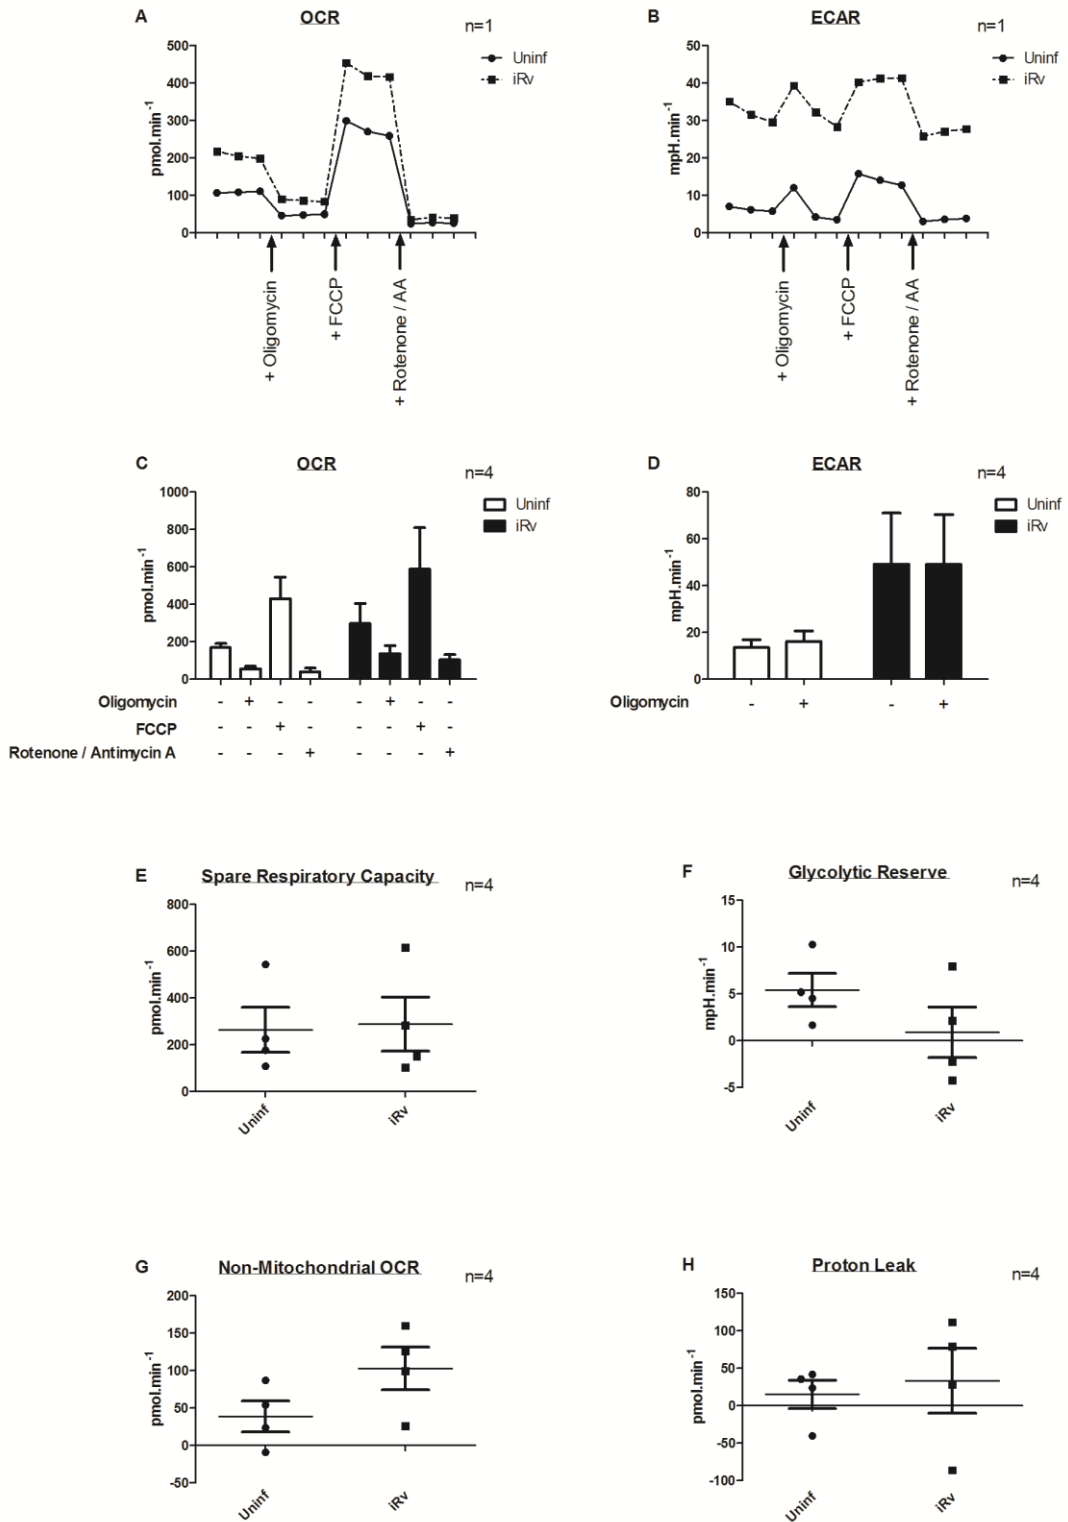 A OCR n=1
500
400
300
200
100
0
pmol.min-1
Uninf
iRv
+ Oligomycin
+ FCCP
+ Rotenone / AA
B ECAR n=1
50
40
30
20
10
0
mpH.min-1
Uninf
iRv
+ Oligomycin
+ FCCP
+ Rotenone / AA
C OCR n=4
1000
800
600
400
200
0
pmol.min-1
Uninf
iRv
Oligomycin - + - - - + - -
FCCP - - + - - - + -
Rotenone / Antimycin A - - - + - - - +
D ECAR n=4
80
60
40
20
0
mpH.min-1
Uninf
iRv
Oligomycin - + - +
E Spare Respiratory Capacity n=4
800
600
400
200
0
pmol.min-1
Uninf
iRv
F Glycolytic Reserve n=4
15
10
5
0
-5
mpH.min-1
Uninf
iRv
G Non-Mitochondrial OCR n=4
200
150
100
50
0
-50
pmol.min-1
Uninf
iRv
H Proton Leak n=4
150
100
50
0
-50
-100
pmol.min-1
Uninf
iRv